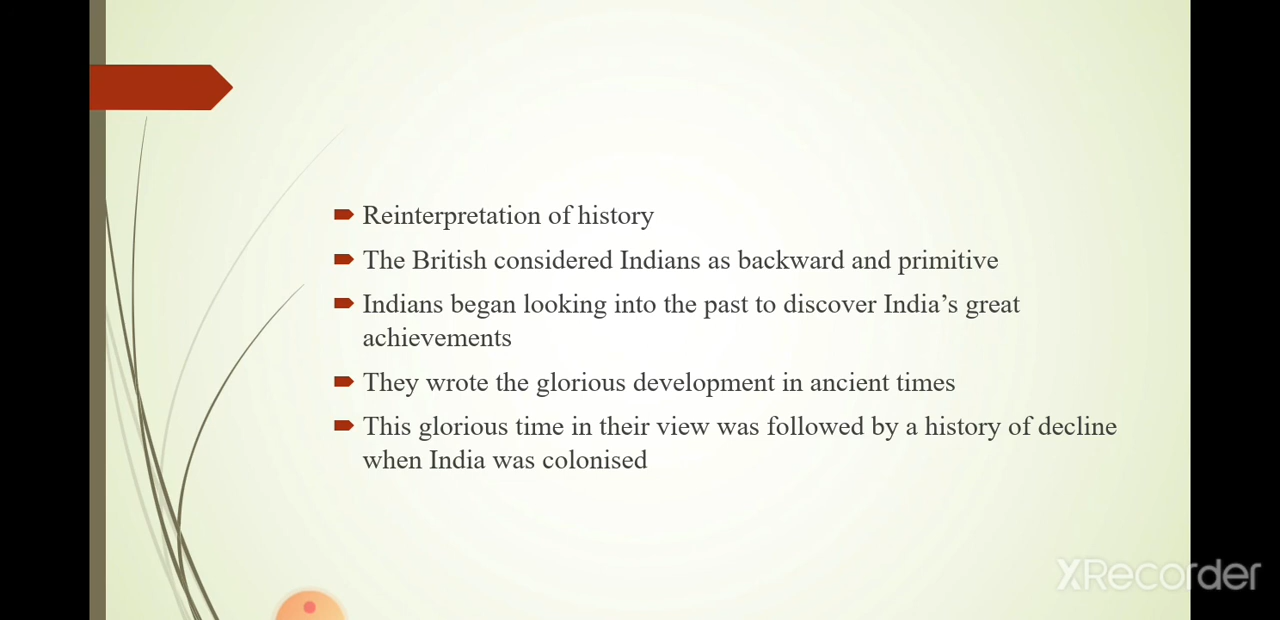 Reinterpretation of history
The British considered Indians as backward and primitive
Indians began looking into the past to discover India’s great
achievements
They wrote the glorious development in ancient times
This glorious time in their view was followed by a history of decline
when India was colonised
XRecorder